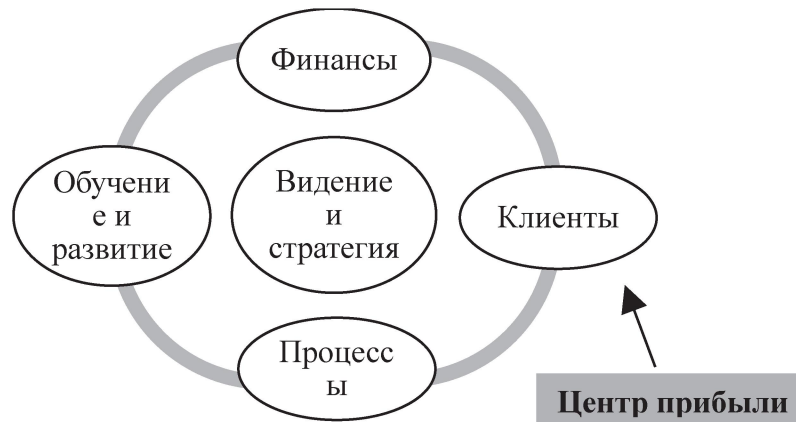 Финансы
Обучени
е и
развитие
Видение
и
стратегия
Клиенты
Процесс
ы
Центр прибыли